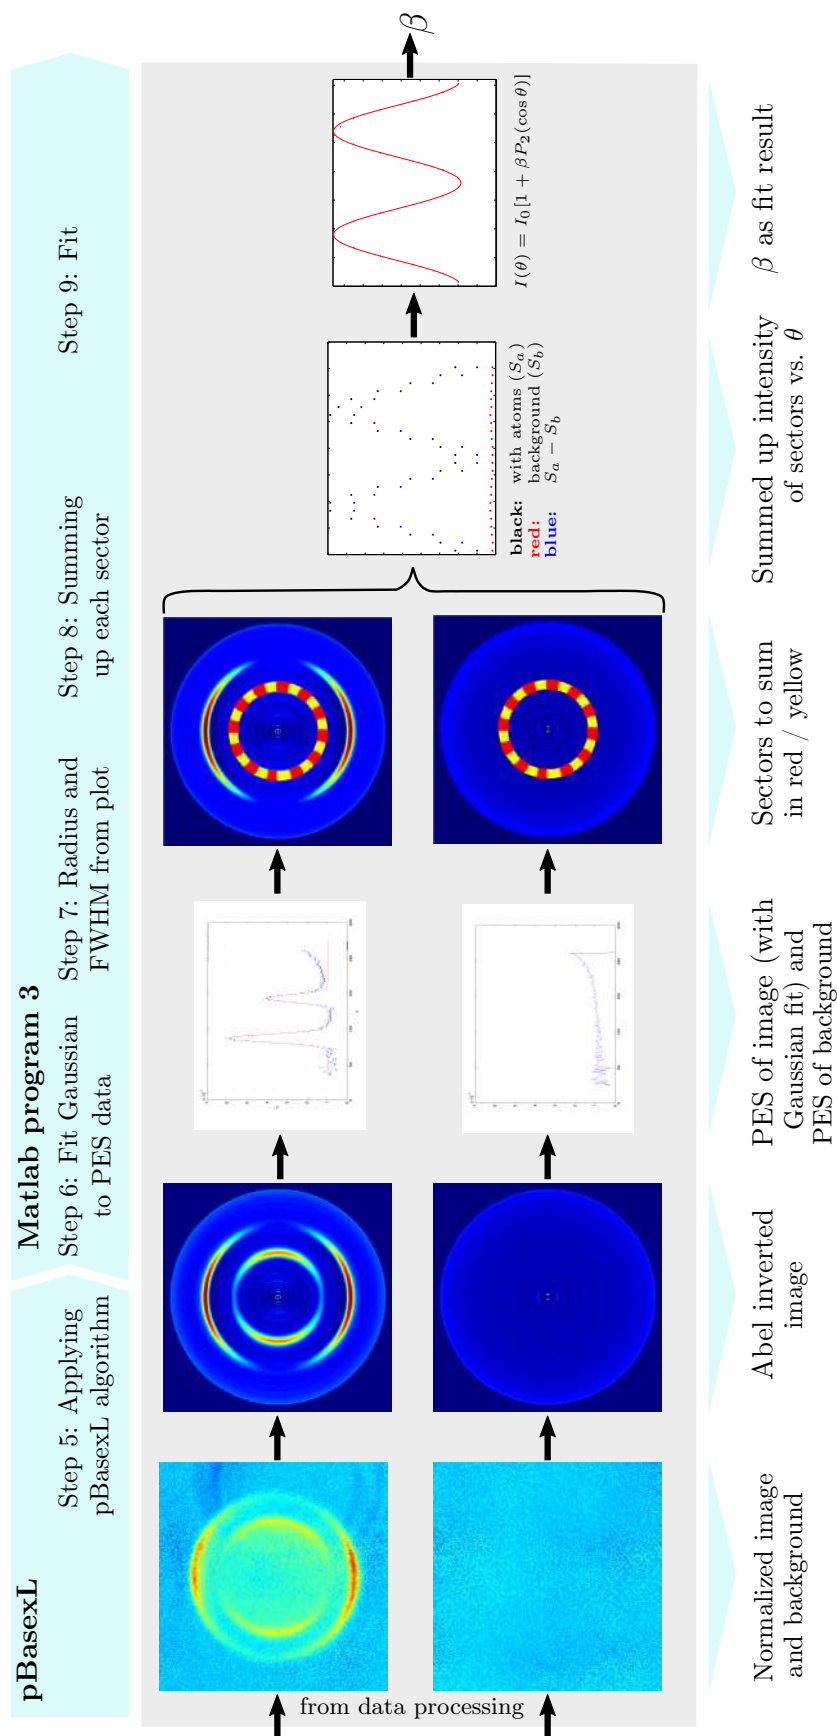 pBasexL
Matlab program 3
Step 5: Applying
pBasexL algorithm
Step 6: Fit Gaussian
to PES data
Step 7: Radius and
FWHM from plot
Step 8: Summing
up each sector
Step 9: Fit
from data processing
black: with atoms (S_a)
red: background (S_b)
blue: S_a − S_b
I(θ) = I_0[1 + βP_2(cos θ)]
β
Normalized image
and background
Abel inverted
image
PES of image (with
Gaussian fit) and
PES of background
Sectors to sum
in red / yellow
Summed up intensity
of sectors vs. θ
β as fit result